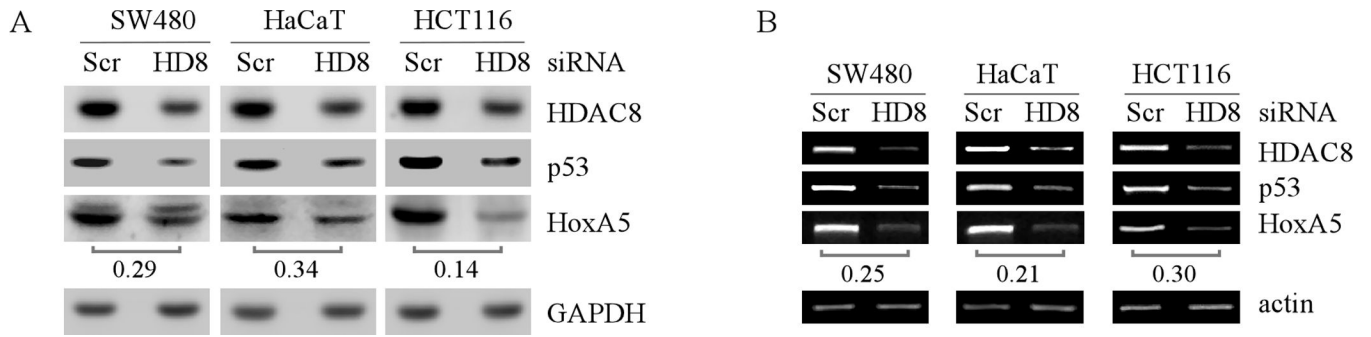 A
SW480 HaCaT HCT116
Scr HD8 Scr HD8 Scr HD8 siRNA
HDAC8
p53
HoxA5
0.29 0.34 0.14
GAPDH
B
SW480 HaCaT HCT116
Scr HD8 Scr HD8 Scr HD8 siRNA
HDAC8
p53
HoxA5
0.25 0.21 0.30
actin